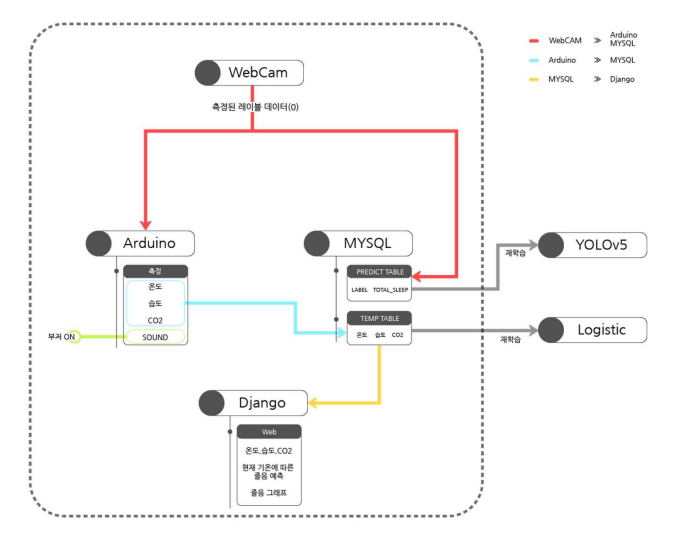 WebCAM ≫ Arduino
MYSQL
Arduino ≫ MYSQL
MYSQL ≫ Django
WebCam
측정된 레이블 데이터(0)
Arduino
측정
온도
습도
CO2
SOUND
부저 ON
MYSQL
PREDICT TABLE
LABEL TOTAL_SLEEP
TEMP TABLE
온도 습도 CO2
재학습
YOLOv5
재학습
Logistic
Django
Web
온도,습도,CO2
현재 기온에 따른
졸음 예측
졸음 그래프